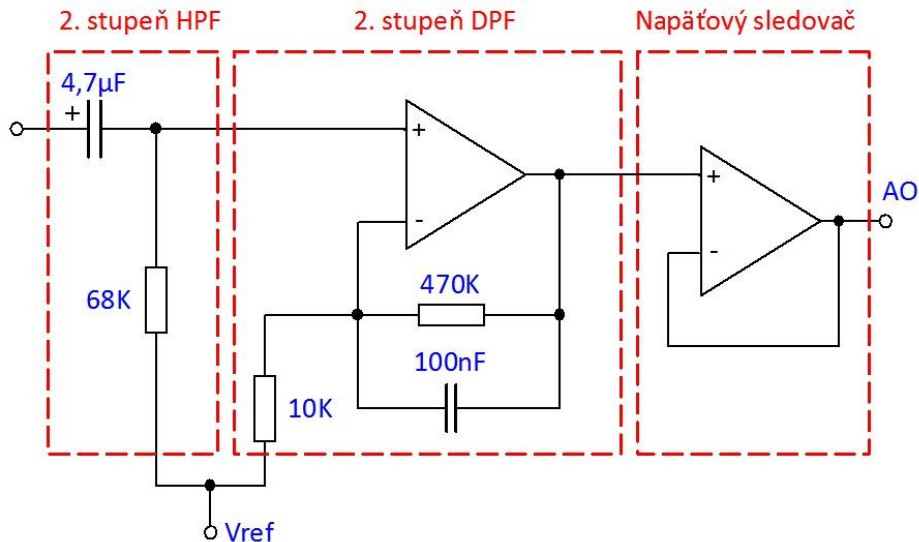 2. stupeň HPF
2. stupeň DPF
Napäťový sledovač
4,7µF
+
+
-
68K
470K
100nF
10K
+
-
AO
Vref